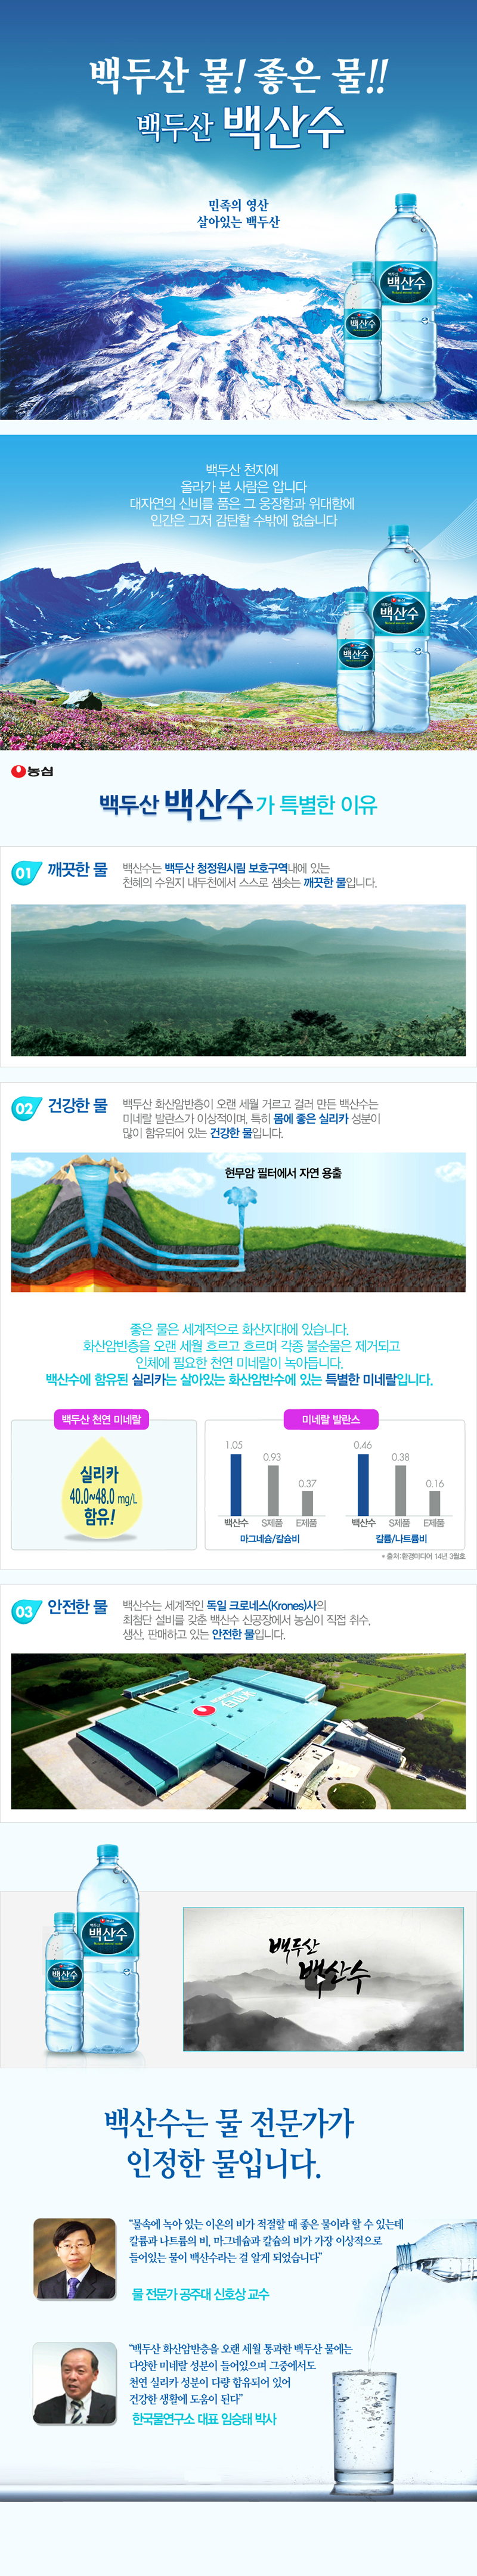 백두산 물! 좋은 물!!
백두산 백산수
민족의 영산
살아있는 백두산
백두산
백산수
백산수
백두산 천지에
올라가 본 사람은 압니다
대자연의 신비를 품은 그 웅장함과 위대함에
인간은 그저 감탄할 수밖에 없습니다
백두산
백산수
백산수
농심
백두산 백산수가 특별한 이유
01 깨끗한 물
백산수는 백두산 청정원시림 보호구역내에 있는
천혜의 수원지 내두천에서 스스로 샘솟는 깨끗한 물입니다.
02 건강한 물
백두산 화산암반층이 오랜 세월 거르고 걸러 만든 백산수는
미네랄 발란스가 이상적이며, 특히 몸에 좋은 실리카 성분이
많이 함유되어 있는 건강한 물입니다.
현무암 필터에서 자연 용출
좋은 물은 세계적으로 화산지대에 있습니다.
화산암반층을 오랜 세월 흐르고 흐르며 각종 불순물은 제거되고
인체에 필요한 천연 미네랄이 녹아듭니다.
백산수에 함유된 실리카는 살아있는 화산암반수에 있는 특별한 미네랄입니다.
백두산 천연 미네랄
실리카
40.0~48.0 mg/L
함유!
미네랄 발란스
1.05 0.93 0.37
백산수 S제품 E제품
마그네슘/칼슘비
0.46 0.38 0.16
백산수 S제품 E제품
칼륨/나트륨비
* 출처:환경미디어 14년 3월호
03 안전한 물
백산수는 세계적인 독일 크로네스(Krones)사의
최첨단 설비를 갖춘 백산수 신공장에서 농심이 직접 취수,
생산, 판매하고 있는 안전한 물입니다.
백두산
백산수
백산수
백두산
백산수
백산수는 물 전문가가
인정한 물입니다.
“물속에 녹아 있는 이온의 비가 적절할 때 좋은 물이라 할 수 있는데
칼륨과 나트륨의 비, 마그네슘과 칼슘의 비가 가장 이상적으로
들어있는 물이 백산수라는 걸 알게 되었습니다”
물 전문가 공주대 신호상 교수
“백두산 화산암반층을 오랜 세월 통과한 백두산 물에는
다양한 미네랄 성분이 들어있으며 그중에서도
천연 실리카 성분이 다량 함유되어 있어
건강한 생활에 도움이 된다”
한국물연구소 대표 임승태 박사